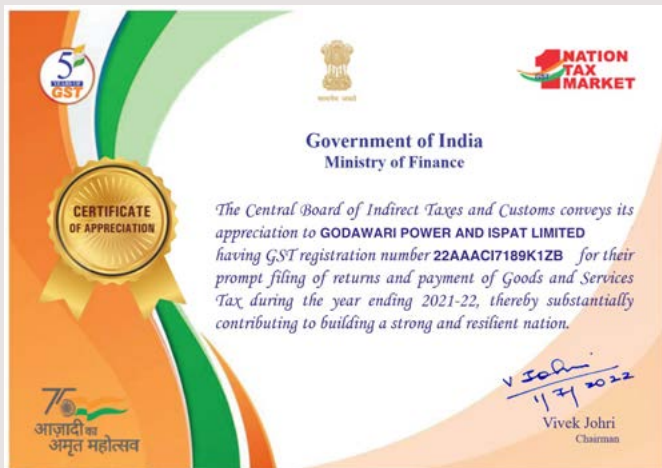 5
YEARS OF
GST
सत्यमेव जयते
1 NATION
TAX
MARKET
GST
Government of India
Ministry of Finance
CERTIFICATE
OF APPRECIATION
The Central Board of Indirect Taxes and Customs conveys its
appreciation to GODAWARI POWER AND ISPAT LIMITED
having GST registration number 22AAACI7189K1ZB for their
prompt filing of returns and payment of Goods and Services
Tax during the year ending 2021-22, thereby substantially
contributing to building a strong and resilient nation.
V Johri
1/7/2022
Vivek Johri
Chairman
75
आज़ादी का
अमृत महोत्सव